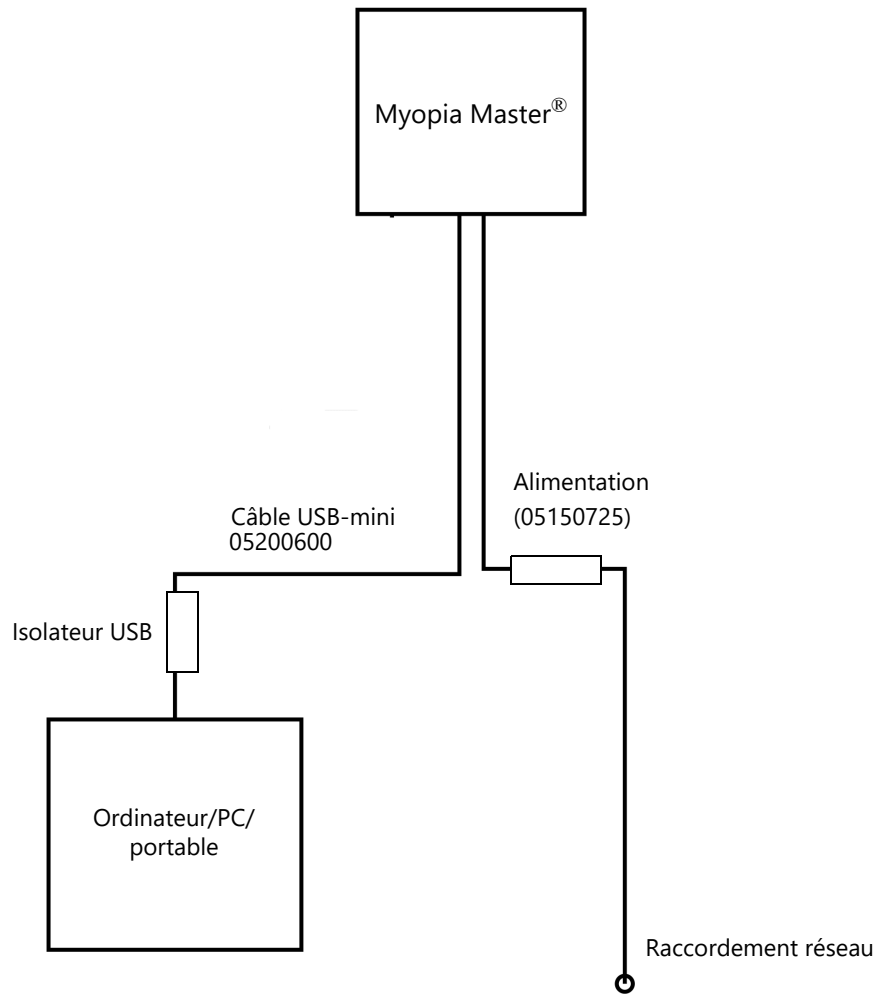 Myopia Master®
Alimentation
(05150725)
Câble USB-mini
05200600
Isolateur USB
Ordinateur/PC/
portable
Raccordement réseau